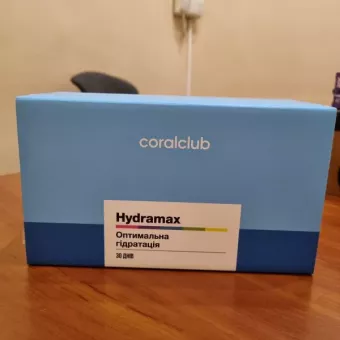 coralclub
Hydramax
Оптимальна
гідратація
30 ДНІВ